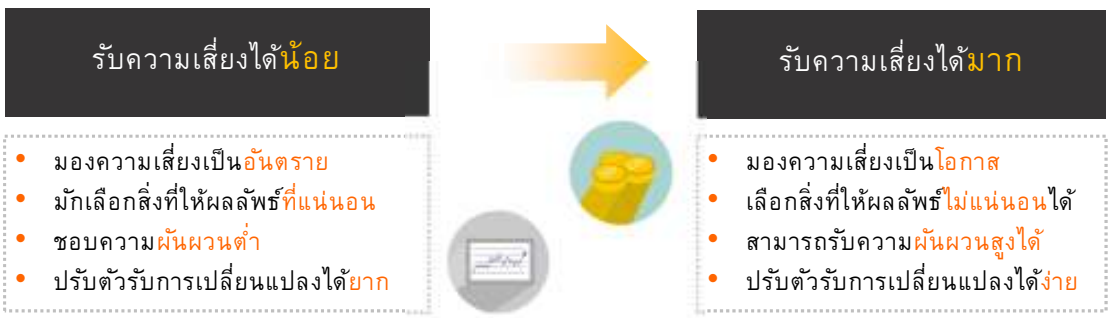 รับความเสี่ยงได้น้อย
มองความเสี่ยงเป็นอันตราย
มักเลือกสิ่งที่ให้ผลลัพธ์ที่แน่นอน
ชอบความผันผวนต่ำ
ปรับตัวรับการเปลี่ยนแปลงได้ยาก
รับความเสี่ยงได้มาก
มองความเสี่ยงเป็นโอกาส
เลือกสิ่งที่ให้ผลลัพธ์ไม่แน่นอนได้
สามารถรับความผันผวนสูงได้
ปรับตัวรับการเปลี่ยนแปลงได้ง่าย